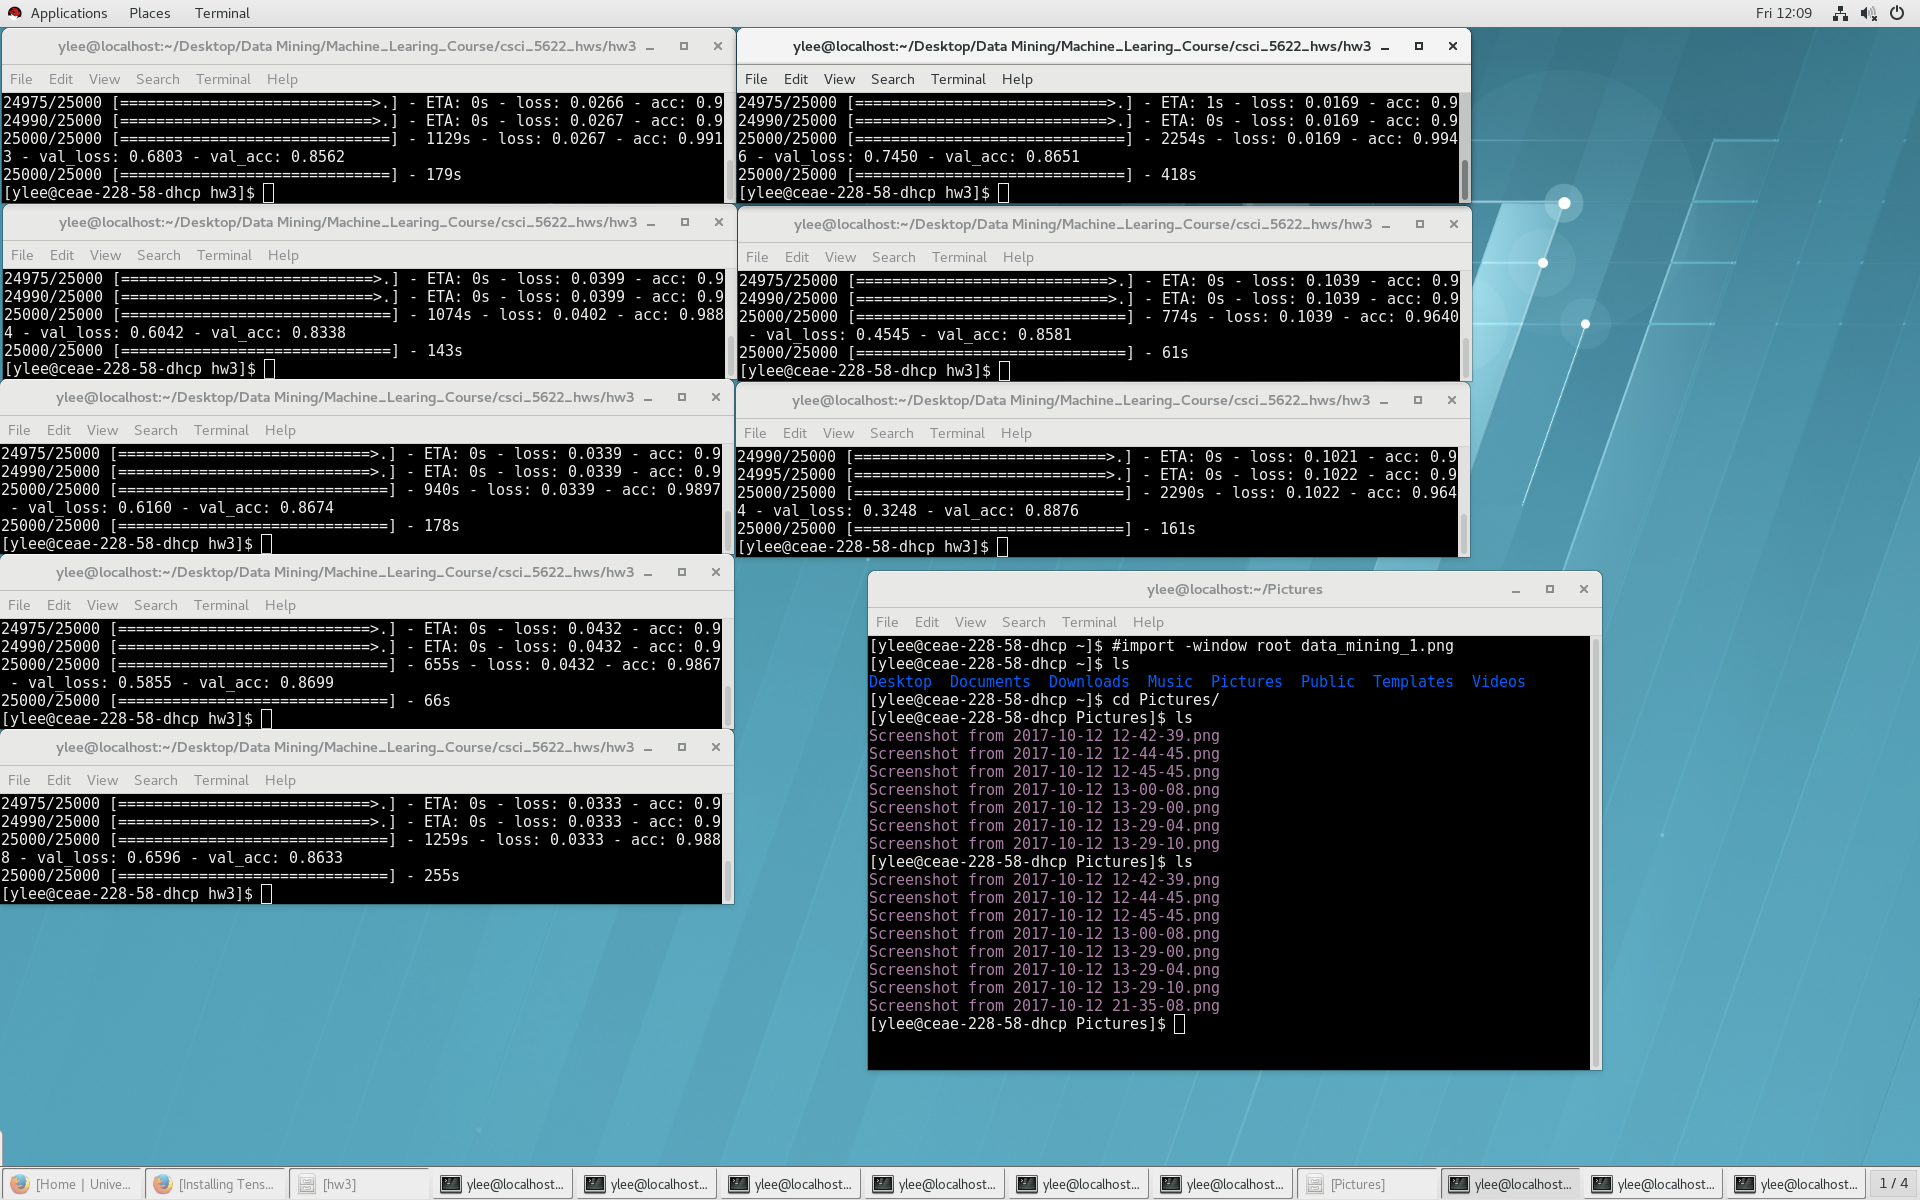 Applications Places Terminal Fri 12:09
ylee@localhost:~/Desktop/Data Mining/Machine_Learing_Course/csci_5622_hws/hw3
File Edit View Search Terminal Help
24975/25000 [============================>.] - ETA: 0s - loss: 0.0266 - acc: 0.9
24990/25000 [============================>.] - ETA: 0s - loss: 0.0267 - acc: 0.9
25000/25000 [==============================] - 1129s - loss: 0.0267 - acc: 0.991
3 - val_loss: 0.6803 - val_acc: 0.8562
25000/25000 [==============================] - 179s
[ylee@ceae-228-58-dhcp hw3]$
ylee@localhost:~/Desktop/Data Mining/Machine_Learing_Course/csci_5622_hws/hw3
File Edit View Search Terminal Help
24975/25000 [============================>.] - ETA: 1s - loss: 0.0169 - acc: 0.9
24990/25000 [============================>.] - ETA: 0s - loss: 0.0169 - acc: 0.9
25000/25000 [==============================] - 2254s - loss: 0.0169 - acc: 0.994
6 - val_loss: 0.7450 - val_acc: 0.8651
25000/25000 [==============================] - 418s
[ylee@ceae-228-58-dhcp hw3]$
ylee@localhost:~/Desktop/Data Mining/Machine_Learing_Course/csci_5622_hws/hw3
File Edit View Search Terminal Help
24975/25000 [============================>.] - ETA: 0s - loss: 0.0399 - acc: 0.9
24990/25000 [============================>.] - ETA: 0s - loss: 0.0399 - acc: 0.9
25000/25000 [==============================] - 1074s - loss: 0.0402 - acc: 0.988
4 - val_loss: 0.6042 - val_acc: 0.8338
25000/25000 [==============================] - 143s
[ylee@ceae-228-58-dhcp hw3]$
ylee@localhost:~/Desktop/Data Mining/Machine_Learing_Course/csci_5622_hws/hw3
File Edit View Search Terminal Help
24975/25000 [============================>.] - ETA: 0s - loss: 0.1039 - acc: 0.9
24990/25000 [============================>.] - ETA: 0s - loss: 0.1039 - acc: 0.9
25000/25000 [==============================] - 774s - loss: 0.1039 - acc: 0.9640
- val_loss: 0.4545 - val_acc: 0.8581
25000/25000 [==============================] - 61s
[ylee@ceae-228-58-dhcp hw3]$
ylee@localhost:~/Desktop/Data Mining/Machine_Learing_Course/csci_5622_hws/hw3
File Edit View Search Terminal Help
24975/25000 [============================>.] - ETA: 0s - loss: 0.0339 - acc: 0.9
24990/25000 [============================>.] - ETA: 0s - loss: 0.0339 - acc: 0.9
25000/25000 [==============================] - 940s - loss: 0.0339 - acc: 0.9897
- val_loss: 0.6160 - val_acc: 0.8674
25000/25000 [==============================] - 178s
[ylee@ceae-228-58-dhcp hw3]$
ylee@localhost:~/Desktop/Data Mining/Machine_Learing_Course/csci_5622_hws/hw3
File Edit View Search Terminal Help
24990/25000 [============================>.] - ETA: 0s - loss: 0.1021 - acc: 0.9
24995/25000 [============================>.] - ETA: 0s - loss: 0.1022 - acc: 0.9
25000/25000 [==============================] - 2290s - loss: 0.1022 - acc: 0.964
4 - val_loss: 0.3248 - val_acc: 0.8876
25000/25000 [==============================] - 161s
[ylee@ceae-228-58-dhcp hw3]$
ylee@localhost:~/Desktop/Data Mining/Machine_Learing_Course/csci_5622_hws/hw3
File Edit View Search Terminal Help
24975/25000 [============================>.] - ETA: 0s - loss: 0.0432 - acc: 0.9
24990/25000 [============================>.] - ETA: 0s - loss: 0.0432 - acc: 0.9
25000/25000 [==============================] - 655s - loss: 0.0432 - acc: 0.9867
- val_loss: 0.5855 - val_acc: 0.8699
25000/25000 [==============================] - 66s
[ylee@ceae-228-58-dhcp hw3]$
ylee@localhost:~/Desktop/Data Mining/Machine_Learing_Course/csci_5622_hws/hw3
File Edit View Search Terminal Help
24975/25000 [============================>.] - ETA: 0s - loss: 0.0333 - acc: 0.9
24990/25000 [============================>.] - ETA: 0s - loss: 0.0333 - acc: 0.9
25000/25000 [==============================] - 1259s - loss: 0.0333 - acc: 0.988
8 - val_loss: 0.6596 - val_acc: 0.8633
25000/25000 [==============================] - 255s
[ylee@ceae-228-58-dhcp hw3]$
ylee@localhost:~/Pictures
File Edit View Search Terminal Help
[ylee@ceae-228-58-dhcp ~]$ #import -window root data_mining_1.png
[ylee@ceae-228-58-dhcp ~]$ ls
Desktop Documents Downloads Music Pictures Public Templates Videos
[ylee@ceae-228-58-dhcp ~]$ cd Pictures/
[ylee@ceae-228-58-dhcp Pictures]$ ls
Screenshot from 2017-10-12 12-42-39.png
Screenshot from 2017-10-12 12-44-45.png
Screenshot from 2017-10-12 12-45-45.png
Screenshot from 2017-10-12 13-00-08.png
Screenshot from 2017-10-12 13-29-00.png
Screenshot from 2017-10-12 13-29-04.png
Screenshot from 2017-10-12 13-29-10.png
[ylee@ceae-228-58-dhcp Pictures]$ ls
Screenshot from 2017-10-12 12-42-39.png
Screenshot from 2017-10-12 12-44-45.png
Screenshot from 2017-10-12 12-45-45.png
Screenshot from 2017-10-12 13-00-08.png
Screenshot from 2017-10-12 13-29-00.png
Screenshot from 2017-10-12 13-29-04.png
Screenshot from 2017-10-12 13-29-10.png
Screenshot from 2017-10-12 21-35-08.png
[ylee@ceae-228-58-dhcp Pictures]$
[Home | Unive... [Installing Tens... [hw3] ylee@localhost... ylee@localhost... ylee@localhost... ylee@localhost... ylee@localhost... ylee@localhost... [Pictures] ylee@localhost... ylee@localhost... ylee@localhost... 1 / 4